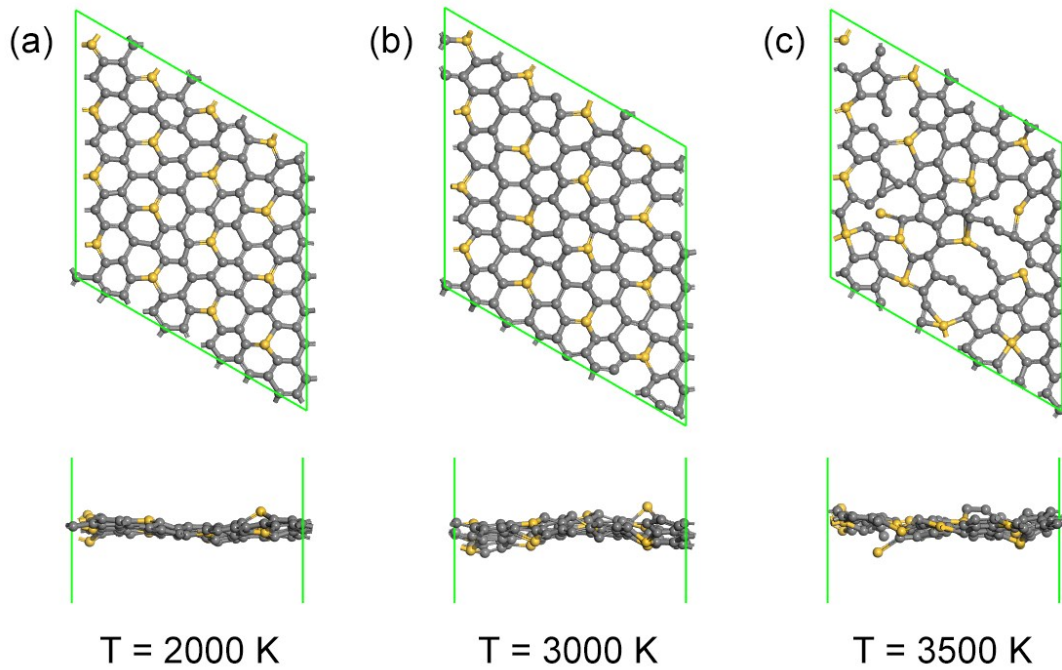 (a) (b) (c)
T = 2000 K T = 3000 K T = 3500 K